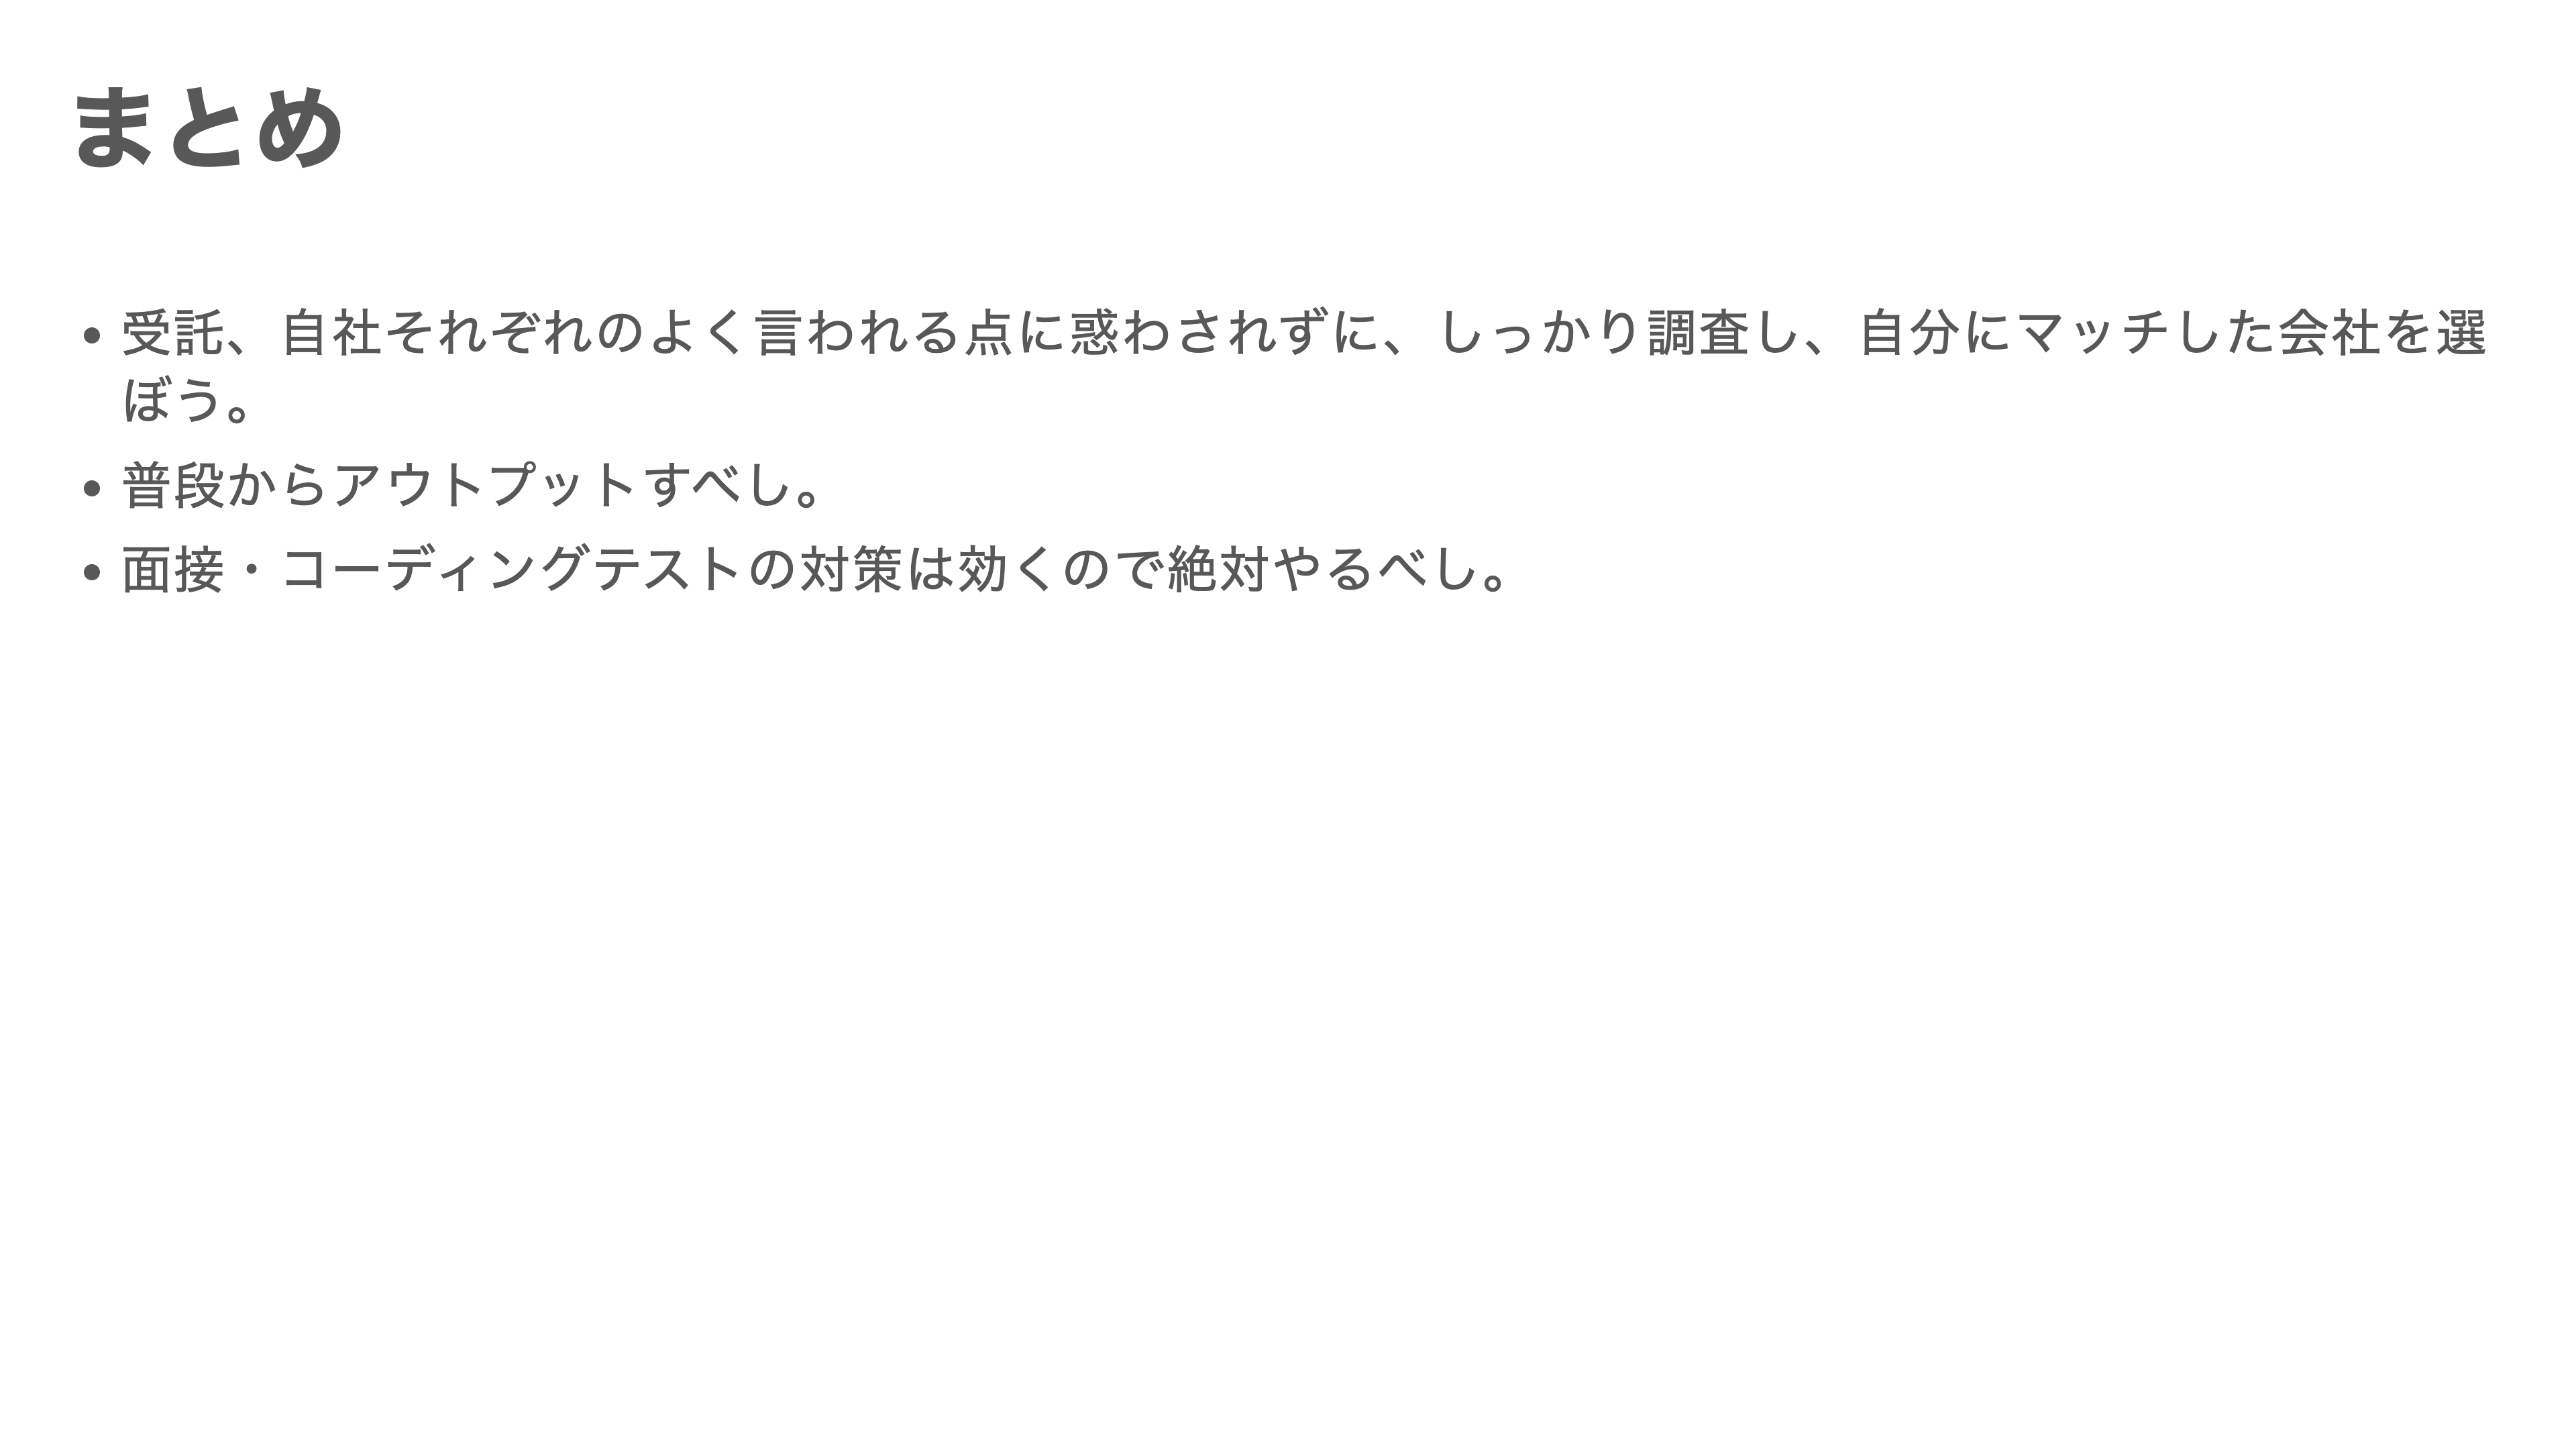 まとめ
• 受託、自社それぞれのよく言われる点に惑わされずに、しっかり調査し、自分にマッチした会社を選
ぼう。
• 普段からアウトプットすべし。
• 面接・コーディングテストの対策は効くので絶対やるべし。